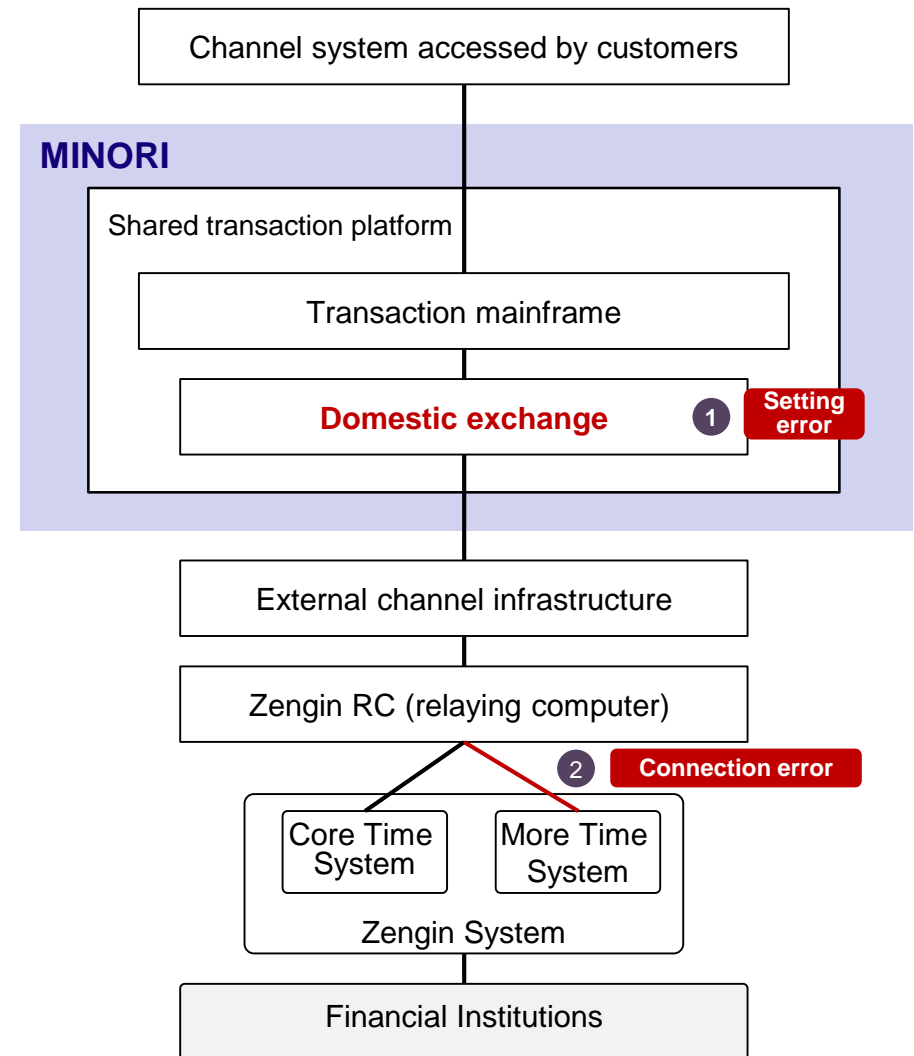 Channel system accessed by customers
MINORI
Shared transaction platform
Transaction mainframe
Domestic exchange
1
Setting
error
External channel infrastructure
Zengin RC (relaying computer)
2
Connection error
Core Time
System
More Time
System
Zengin System
Financial Institutions